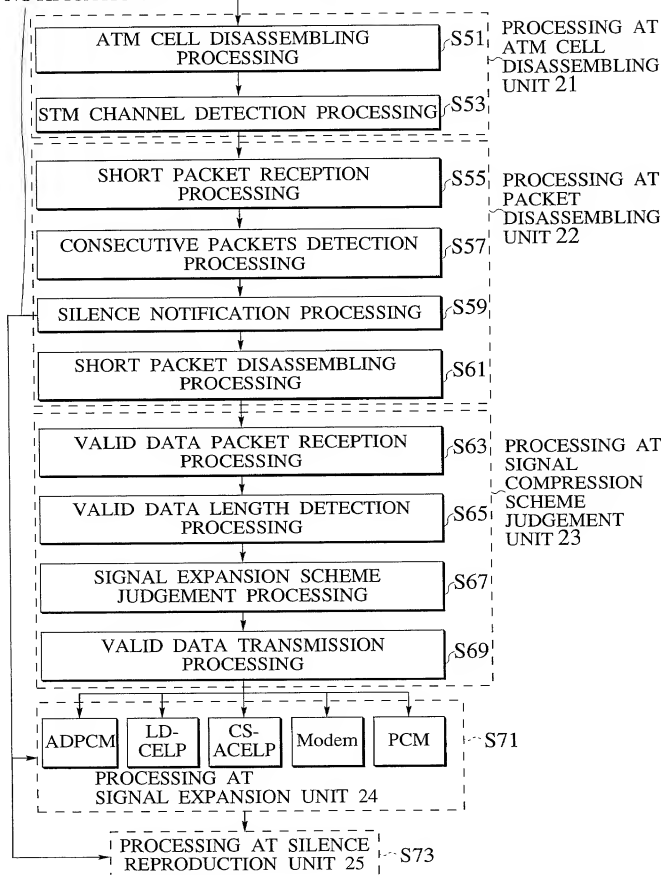 ATM CELL DISASSEMBLING
PROCESSING
S51
STM CHANNEL DETECTION PROCESSING
S53
PROCESSING AT
ATM CELL
DISASSEMBLING
UNIT 21
SHORT PACKET RECEPTION
PROCESSING
S55
CONSECUTIVE PACKETS DETECTION
PROCESSING
S57
SILENCE NOTIFICATION PROCESSING
S59
SHORT PACKET DISASSEMBLING
PROCESSING
S61
PROCESSING AT
PACKET
DISASSEMBLING
UNIT 22
VALID DATA PACKET RECEPTION
PROCESSING
S63
VALID DATA LENGTH DETECTION
PROCESSING
S65
SIGNAL EXPANSION SCHEME
JUDGEMENT PROCESSING
S67
VALID DATA TRANSMISSION
PROCESSING
S69
PROCESSING AT
SIGNAL
COMPRESSION
SCHEME
JUDGEMENT
UNIT 23
ADPCM
LD-
CELP
CS-
ACELP
Modem
PCM
S71
PROCESSING AT
SIGNAL EXPANSION UNIT 24
PROCESSING AT SILENCE
REPRODUCTION UNIT 25
S73